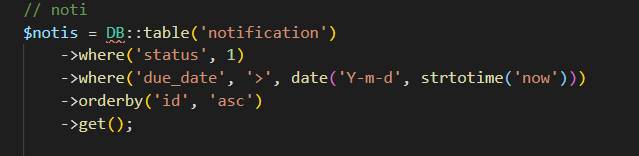 // noti
$notis = DB::table('notification')
->where('status', 1)
->where('due_date', '>', date('Y-m-d', strtotime('now')))
->orderby('id', 'asc')
->get();